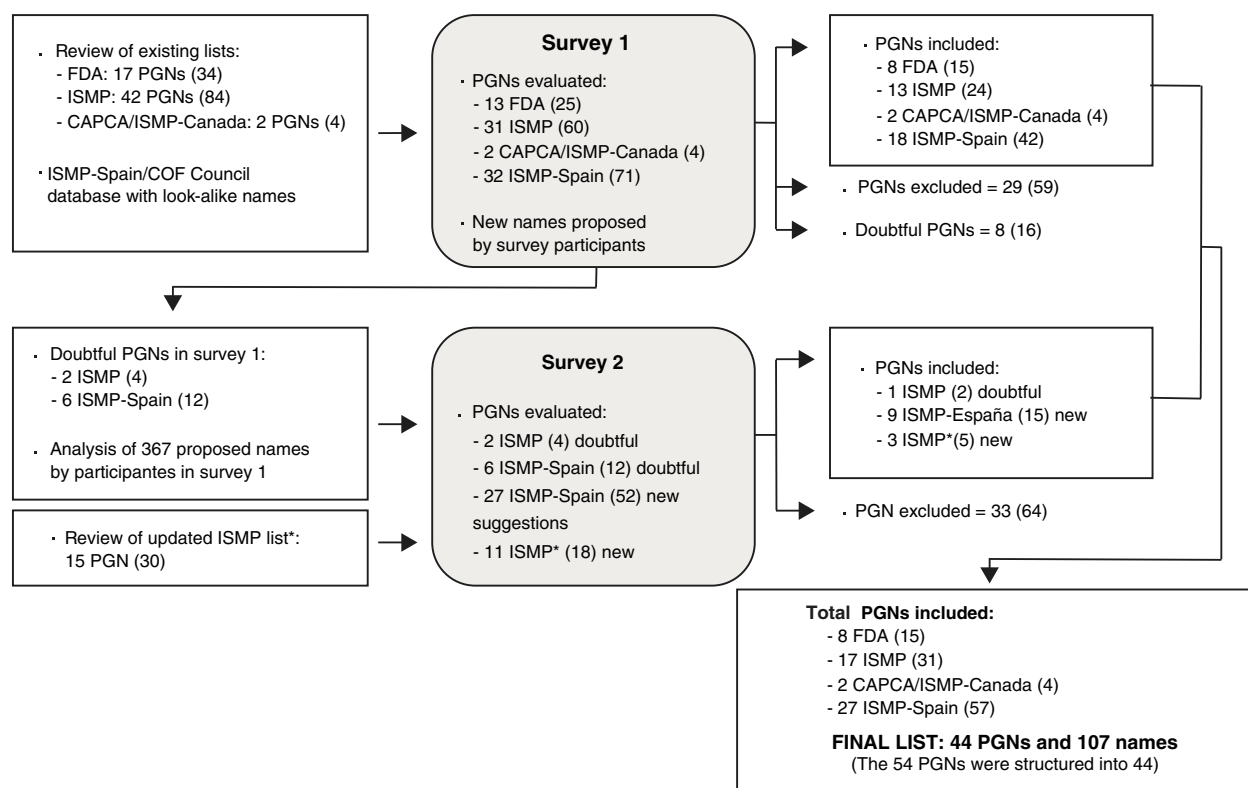 · Review of existing lists:
- FDA: 17 PGNs (34)
- ISMP: 42 PGNs (84)
- CAPCA/ISMP-Canada: 2 PGNs (4)
· ISMP-Spain/COF Council
database with look-alike names
Survey 1
· PGNs evaluated:
- 13 FDA (25)
- 31 ISMP (60)
- 2 CAPCA/ISMP-Canada (4)
- 32 ISMP-Spain (71)
· New names proposed
by survey participants
· PGNs included:
- 8 FDA (15)
- 13 ISMP (24)
- 2 CAPCA/ISMP-Canada (4)
- 18 ISMP-Spain (42)
. PGNs excluded = 29 (59)
. Doubtful PGNs = 8 (16)
· Doubtful PGNs in survey 1:
- 2 ISMP (4)
- 6 ISMP-Spain (12)
· Analysis of 367 proposed names
by participantes in survey 1
· Review of updated ISMP list*:
15 PGN (30)
Survey 2
· PGNs evaluated:
- 2 ISMP (4) doubtful
- 6 ISMP-Spain (12) doubtful
- 27 ISMP-Spain (52) new
suggestions
- 11 ISMP* (18) new
· PGNs included:
- 1 ISMP (2) doubtful
- 9 ISMP-España (15) new
- 3 ISMP*(5) new
. PGN excluded = 33 (64)
Total PGNs included:
- 8 FDA (15)
- 17 ISMP (31)
- 2 CAPCA/ISMP-Canada (4)
- 27 ISMP-Spain (57)
FINAL LIST: 44 PGNs and 107 names
(The 54 PGNs were structured into 44)